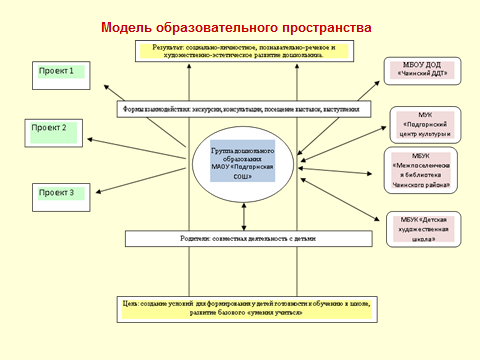 Модель образовательного пространства
Результат: социально-личностное, познавательно-речевое и
художественно-эстетическое развитие дошкольника.
Проект 1
МБОУ ДОД
«Чаинский ДДТ»
Формы взаимодействия: экскурсии, консультации, посещение выставок, выступления
Проект 2
МУК
«Подгорнский
центр культуры»
Группа дошкольного
образования
МАОУ «Подгорнская
СОШ»
МБУК
«Межпоселенческ
я библиотека
Чаинского района»
Проект 3
МБУК «Детская
художественная
школа»
Родители: совместная деятельность с детьми
Цель: создание условий для формирования у детей готовности к обучению в школе,
развитие базового «умения учиться»